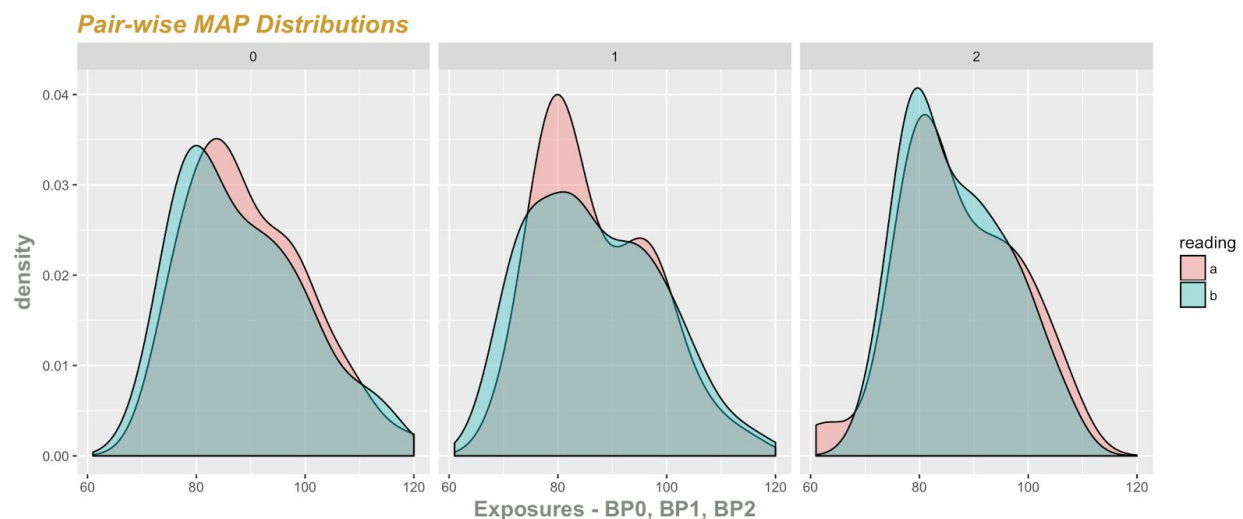 Pair-wise MAP Distributions
0 1 2
0.04
0.03
0.02
0.01
0.00
density
60 80 100 120 60 80 100 120 60 80 100 120
Exposures - BP0, BP1, BP2
reading
a
b